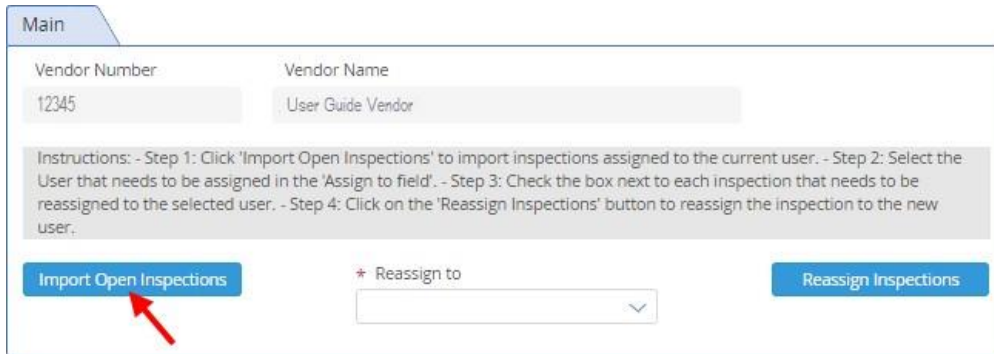 Main
Vendor Number
Vendor Name
12345
User Guide Vendor
Instructions: - Step 1: Click 'Import Open Inspections' to import inspections assigned to the current user. - Step 2: Select the
User that needs to be assigned in the 'Assign to field'. - Step 3: Check the box next to each inspection that needs to be
reassigned to the selected user. - Step 4: Click on the 'Reassign Inspections' button to reassign the inspection to the new
user.
Import Open Inspections
* Reassign to
Reassign Inspections